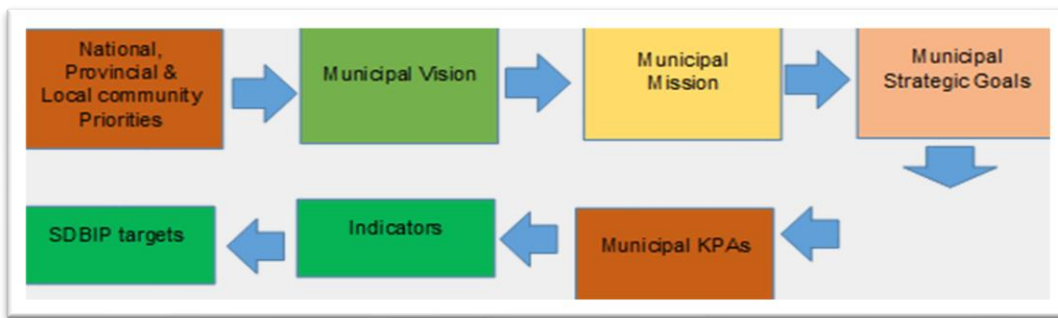 National,
Provincial &
Local community
Priorities
Municipal Vision
Municipal
Mission
Municipal
Strategic Goals
Municipal KPAs
Indicators
SDBIP targets